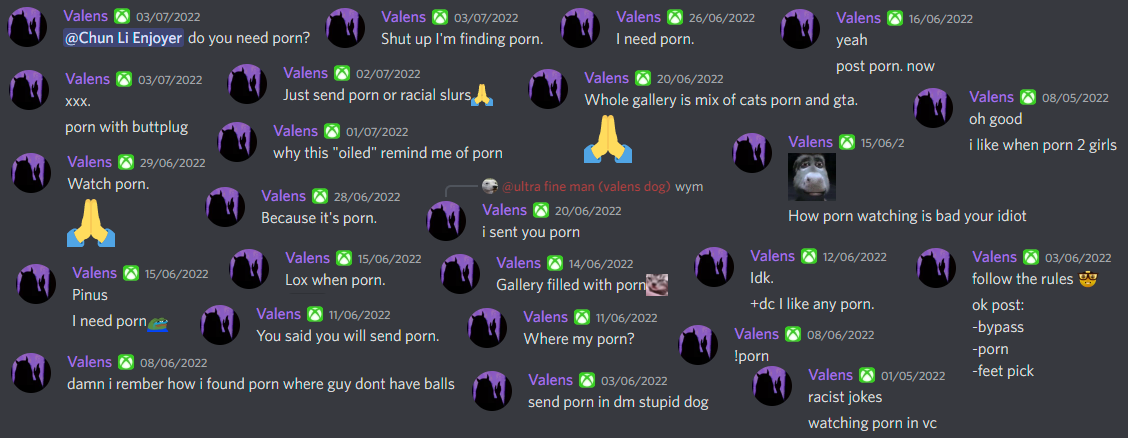 Valens 03/07/2022
@Chun Li Enjoyer do you need porn?
Valens 03/07/2022
Shut up I'm finding porn.
Valens 26/06/2022
I need porn.
Valens 16/06/2022
yeah
post porn. now
Valens 03/07/2022
xxx.
porn with buttplug
Valens 02/07/2022
Just send porn or racial slurs🙏
Valens 20/06/2022
Whole gallery is mix of cats porn and gta.
🙏
Valens 08/05/2022
oh good
i like when porn 2 girls
Valens 01/07/2022
why this "oiled" remind me of porn
Valens 15/06/2
How porn watching is bad your idiot
Valens 29/06/2022
Watch porn.
🙏
Valens 28/06/2022
Because it's porn.
@ultra fine man (valens dog) wym
Valens 20/06/2022
i sent you porn
Valens 15/06/2022
Pinus
I need porn
Valens 15/06/2022
Lox when porn.
Valens 14/06/2022
Gallery filled with porn
Valens 12/06/2022
Idk.
+dc I like any porn.
Valens 03/06/2022
follow the rules 🤓
ok post:
-bypass
-porn
-feet pick
Valens 11/06/2022
You said you will send porn.
Valens 11/06/2022
Where my porn?
Valens 08/06/2022
!porn
Valens 08/06/2022
damn i rember how i found porn where guy dont have balls
Valens 03/06/2022
send porn in dm stupid dog
Valens 01/05/2022
racist jokes
watching porn in vc